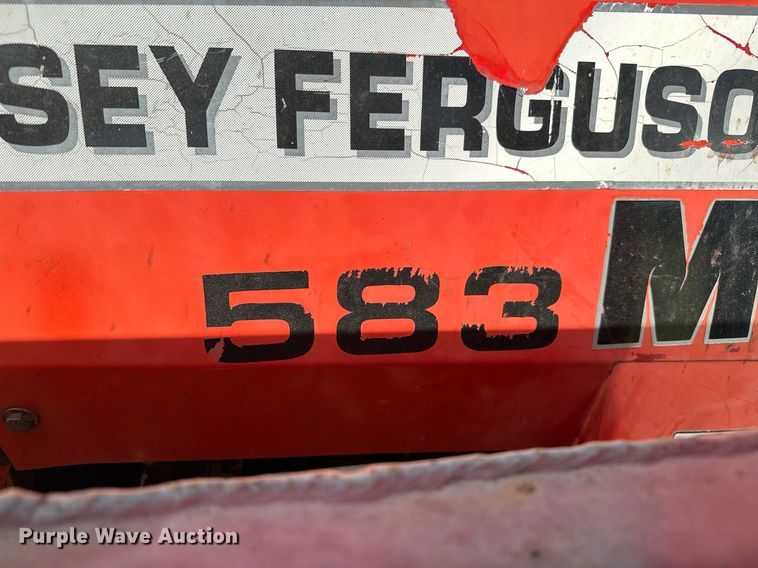 SEY FERGUSO
583 M
Purple Wave Auction